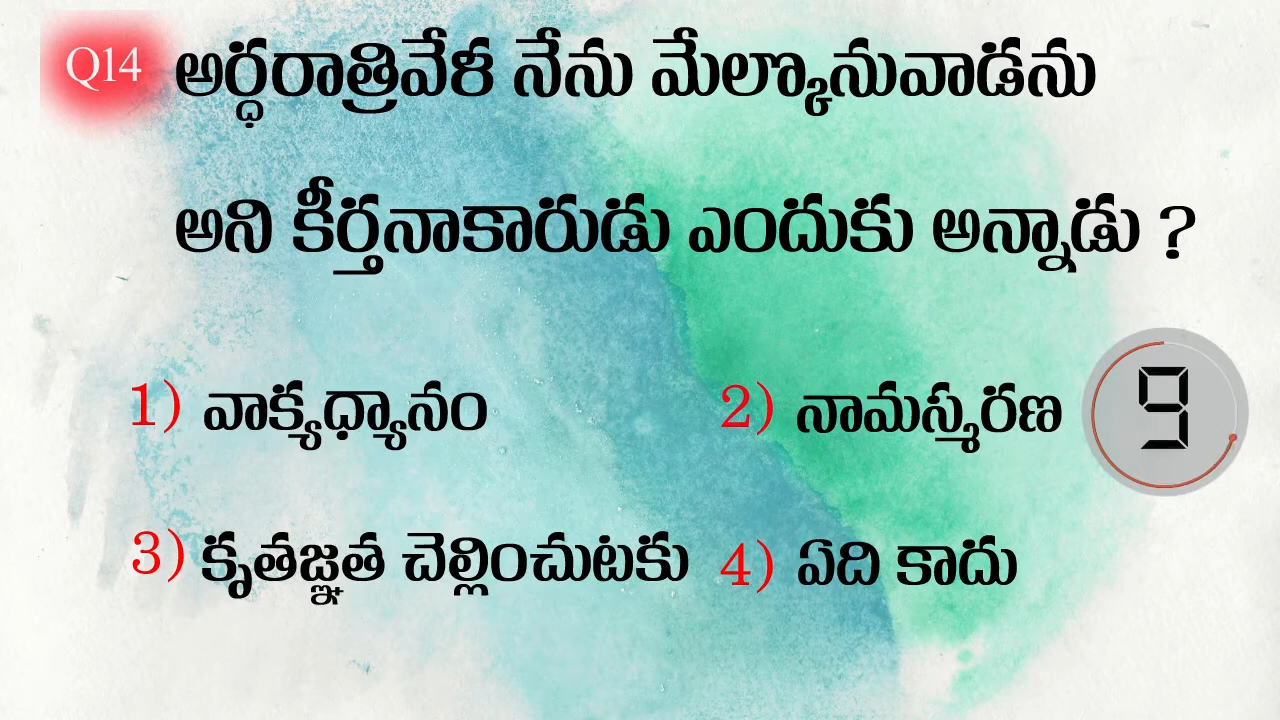 Q14 అర్ధరాత్రివేళ నేను మేల్కొనువాడను
అని కీర్తనాకారుడు ఎందుకు అన్నాడు ?
1) వాక్యధ్యానం 2) నామస్మరణ
9
3) కృతజ్ఞత చెల్లించుటకు 4) ఏది కాదు